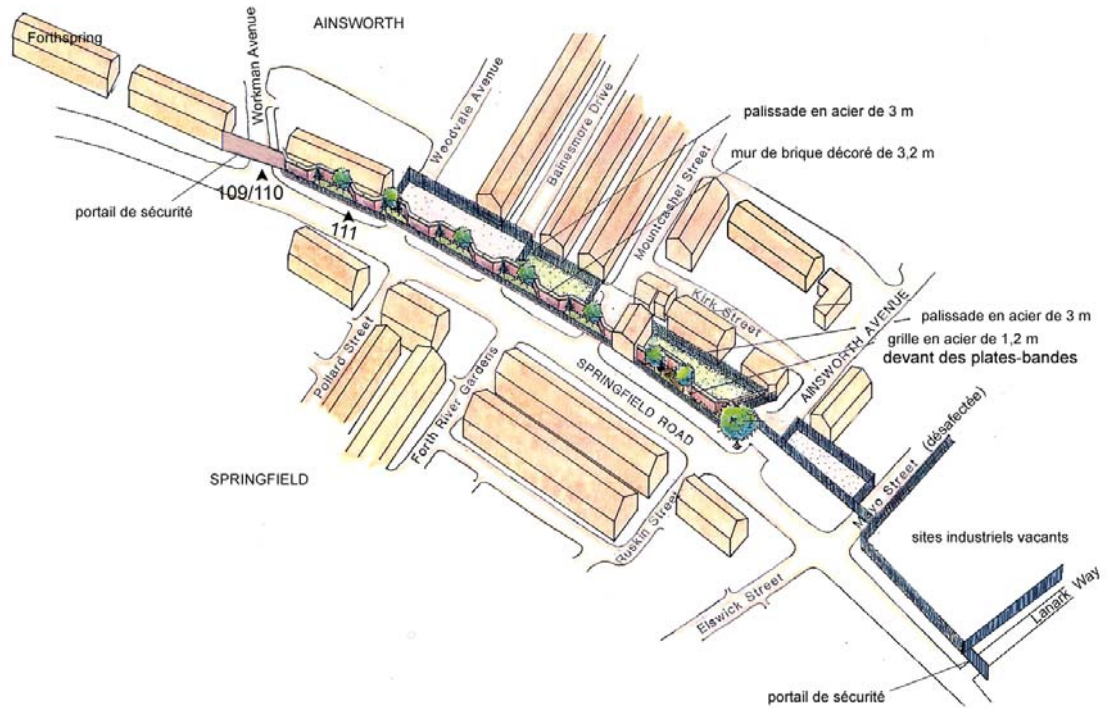 AINSWORTH
Forthspring
Workman Avenue
Woodvale Avenue
Bainesmore Drive
palissade en acier de 3 m
mur de brique décoré de 3,2 m
Mountcashel Street
portail de sécurité
109/110
111
Kirk Street
AINSWORTH AVENUE
palissade en acier de 3 m
grille en acier de 1,2 m
devant des plates-bandes
Pollard Street
Forth River Gardens
SPRINGFIELD ROAD
SPRINGFIELD
Mayo Street (désafectée)
sites industriels vacants
Ruskin Street
Elswick Street
Lanark Way
portail de sécurité